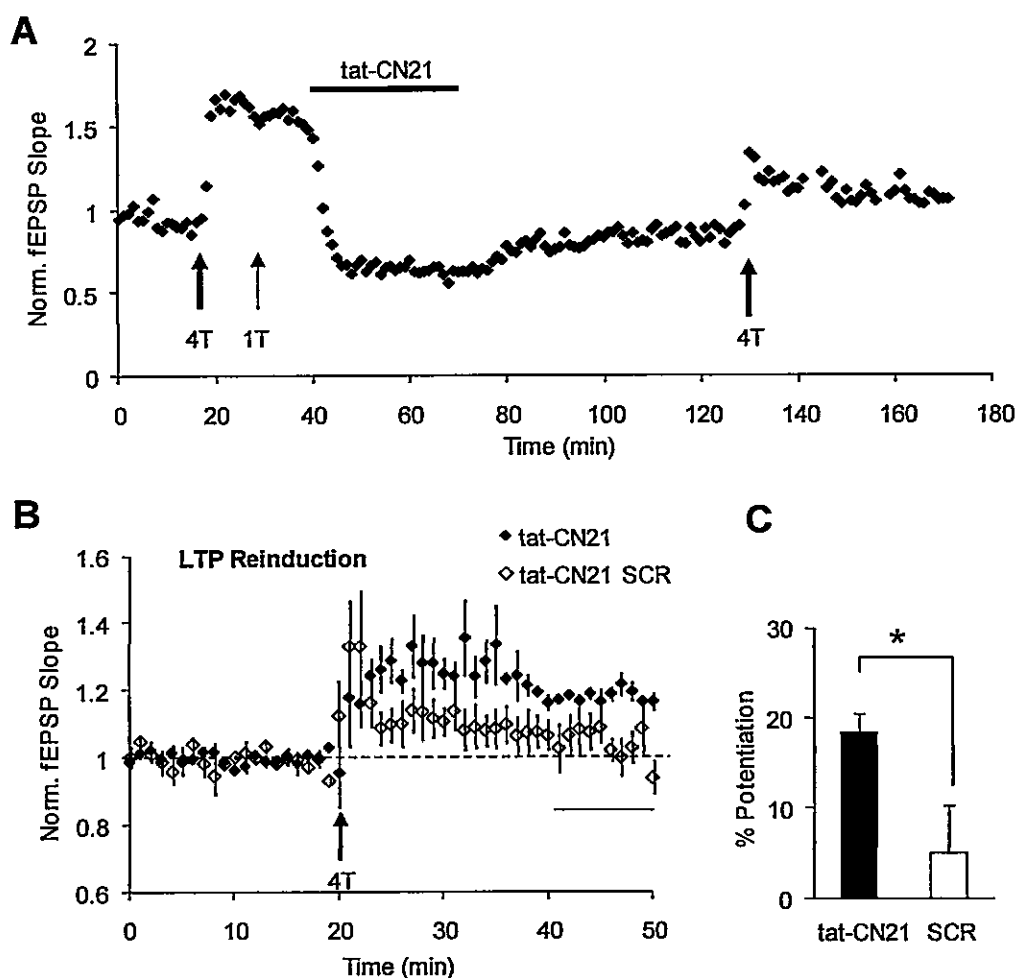 A
2
1.5
1
0.5
0
Norm. fEPSP Slope
tat-CN21
4T
1T
4T
0 20 40 60 80 100 120 140 160 180
Time (min)
B
LTP Reinduction
tat-CN21
tat-CN21 SCR
1.6
1.4
1.2
1
0.8
0.6
Norm. fEPSP Slope
4T
0 10 20 30 40 50
Time (min)
C
*
30
20
10
0
% Potentiation
tat-CN21 SCR